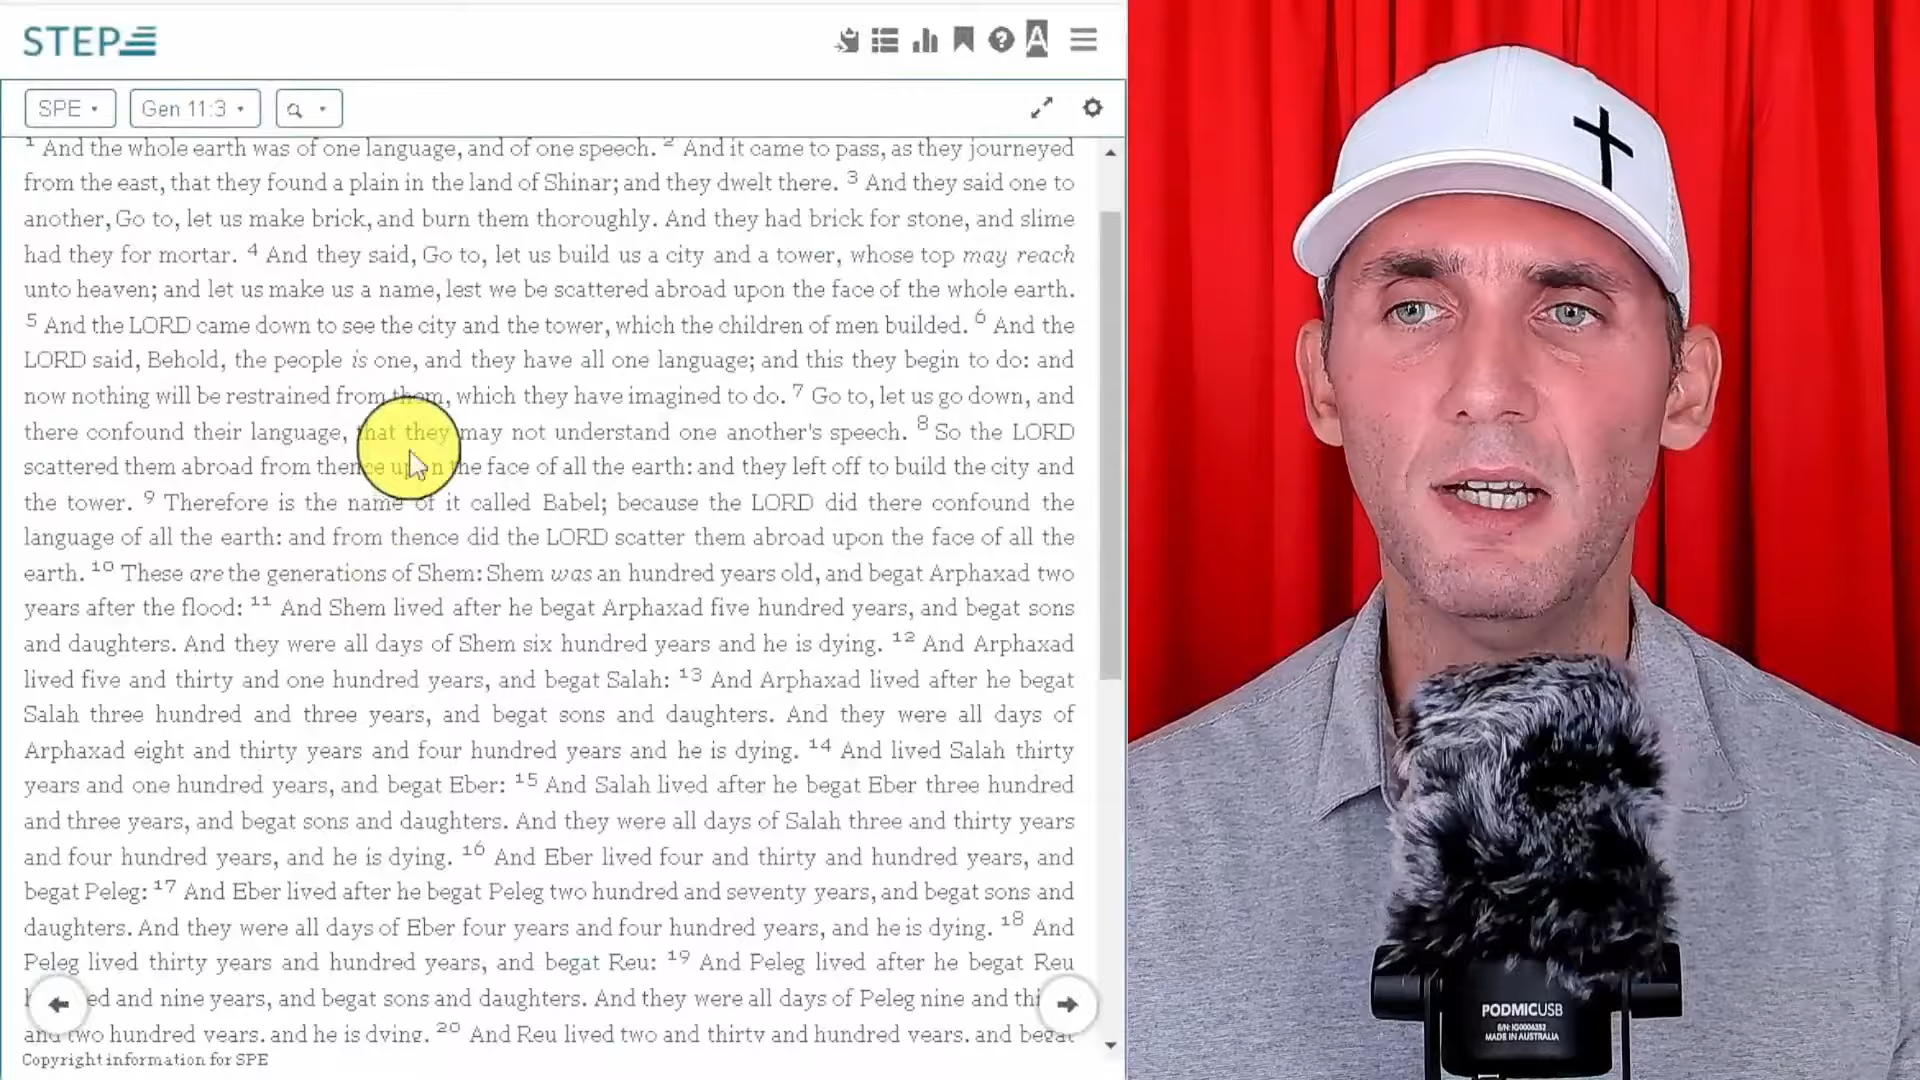 STEP
A
SPE
Gen 11:3
1 And the whole earth was of one language, and of one speech. 2 And it came to pass, as they journeyed
from the east, that they found a plain in the land of Shinar; and they dwelt there. 3 And they said one to
another, Go to, let us make brick, and burn them thoroughly. And they had brick for stone, and slime
had they for mortar. 4 And they said, Go to, let us build us a city and a tower, whose top may reach
unto heaven; and let us make us a name, lest we be scattered abroad upon the face of the whole earth.
5 And the LORD came down to see the city and the tower, which the children of men builded. 6 And the
LORD said, Behold, the people is one, and they have all one language; and this they begin to do: and
now nothing will be restrained from them, which they have imagined to do. 7 Go to, let us go down, and
there confound their language, that they may not understand one another's speech. 8 So the LORD
scattered them abroad from thence upon the face of all the earth: and they left off to build the city and
the tower. 9 Therefore is the name of it called Babel; because the LORD did there confound the
language of all the earth: and from thence did the LORD scatter them abroad upon the face of all the
earth. 10 These are the generations of Shem: Shem was an hundred years old, and begat Arphaxad two
years after the flood: 11 And Shem lived after he begat Arphaxad five hundred years, and begat sons
and daughters. And they were all days of Shem six hundred years and he is dying. 12 And Arphaxad
lived five and thirty and one hundred years, and begat Salah: 13 And Arphaxad lived after he begat
Salah three hundred and three years, and begat sons and daughters. And they were all days of
Arphaxad eight and thirty years and four hundred years and he is dying. 14 And lived Salah thirty
years and one hundred years, and begat Eber: 15 And Salah lived after he begat Eber three hundred
and three years, and begat sons and daughters. And they were all days of Salah three and thirty years
and four hundred years, and he is dying. 16 And Eber lived four and thirty and hundred years, and
begat Peleg: 17 And Eber lived after he begat Peleg two hundred and seventy years, and begat sons and
daughters. And they were all days of Eber four years and four hundred years, and he is dying. 18 And
Peleg lived thirty years and hundred years, and begat Reu: 19 And Peleg lived after he begat Reu
and nine years, and begat sons and daughters. And they were all days of Peleg nine and
and two hundred years, and he is dying. 20 And Reu lived two and thirty and hundred years, and begat
Copyright information for SPE
PODMICUSB
S/N: IG0006352
MADE IN AUSTRALIA